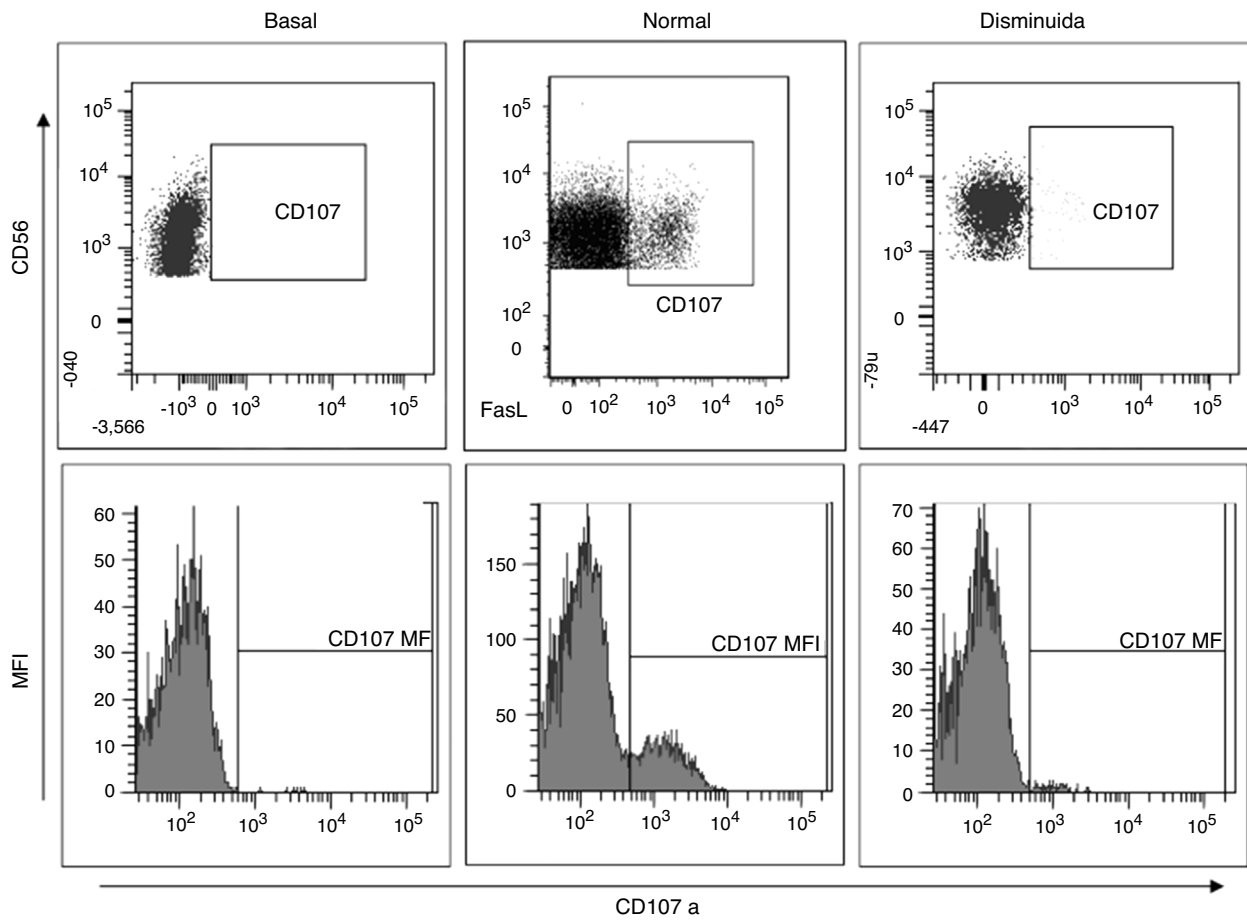 Basal
Normal
Disminuida
CD56
10⁵
10⁴
10³
0
-040
-3,566
-10³ 0 10³ 10⁴ 10⁵
CD107
10⁵
10⁴
10³
10²
0
FasL
0 10² 10³ 10⁴ 10⁵
CD107
10⁵
10⁴
10³
0
-79u
-447
0 10³ 10⁴ 10⁵
CD107
MFI
60
50
40
30
20
10
0
10² 10³ 10⁴ 10⁵
CD107 MF
150
100
50
0
10² 10³ 10⁴ 10⁵
CD107 MFI
70
60
50
40
30
20
10
0
10² 10³ 10⁴ 10⁵
CD107 MF
CD107 a